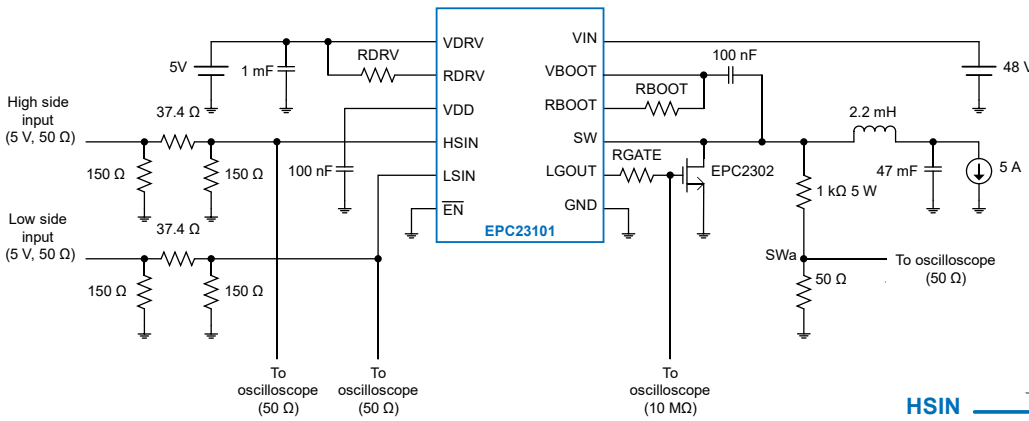 VDRV
VIN
RDRV
5V
1 mF
RDRV
VBOOT
100 nF
48 V
High side
input
(5 V, 50 Ω)
37.4 Ω
VDD
RBOOT
RBOOT
2.2 mH
HSIN
SW
150 Ω
150 Ω
100 nF
LSIN
LGOUT
RGATE
EPC2302
47 mF
5 A
1 kΩ 5 W
Low side
input
(5 V, 50 Ω)
37.4 Ω
EN
GND
EPC23101
150 Ω
150 Ω
SWa
50 Ω
To oscilloscope
(50 Ω)
To
oscilloscope
(50 Ω)
To
oscilloscope
(50 Ω)
To
oscilloscope
(10 MΩ)
HSIN